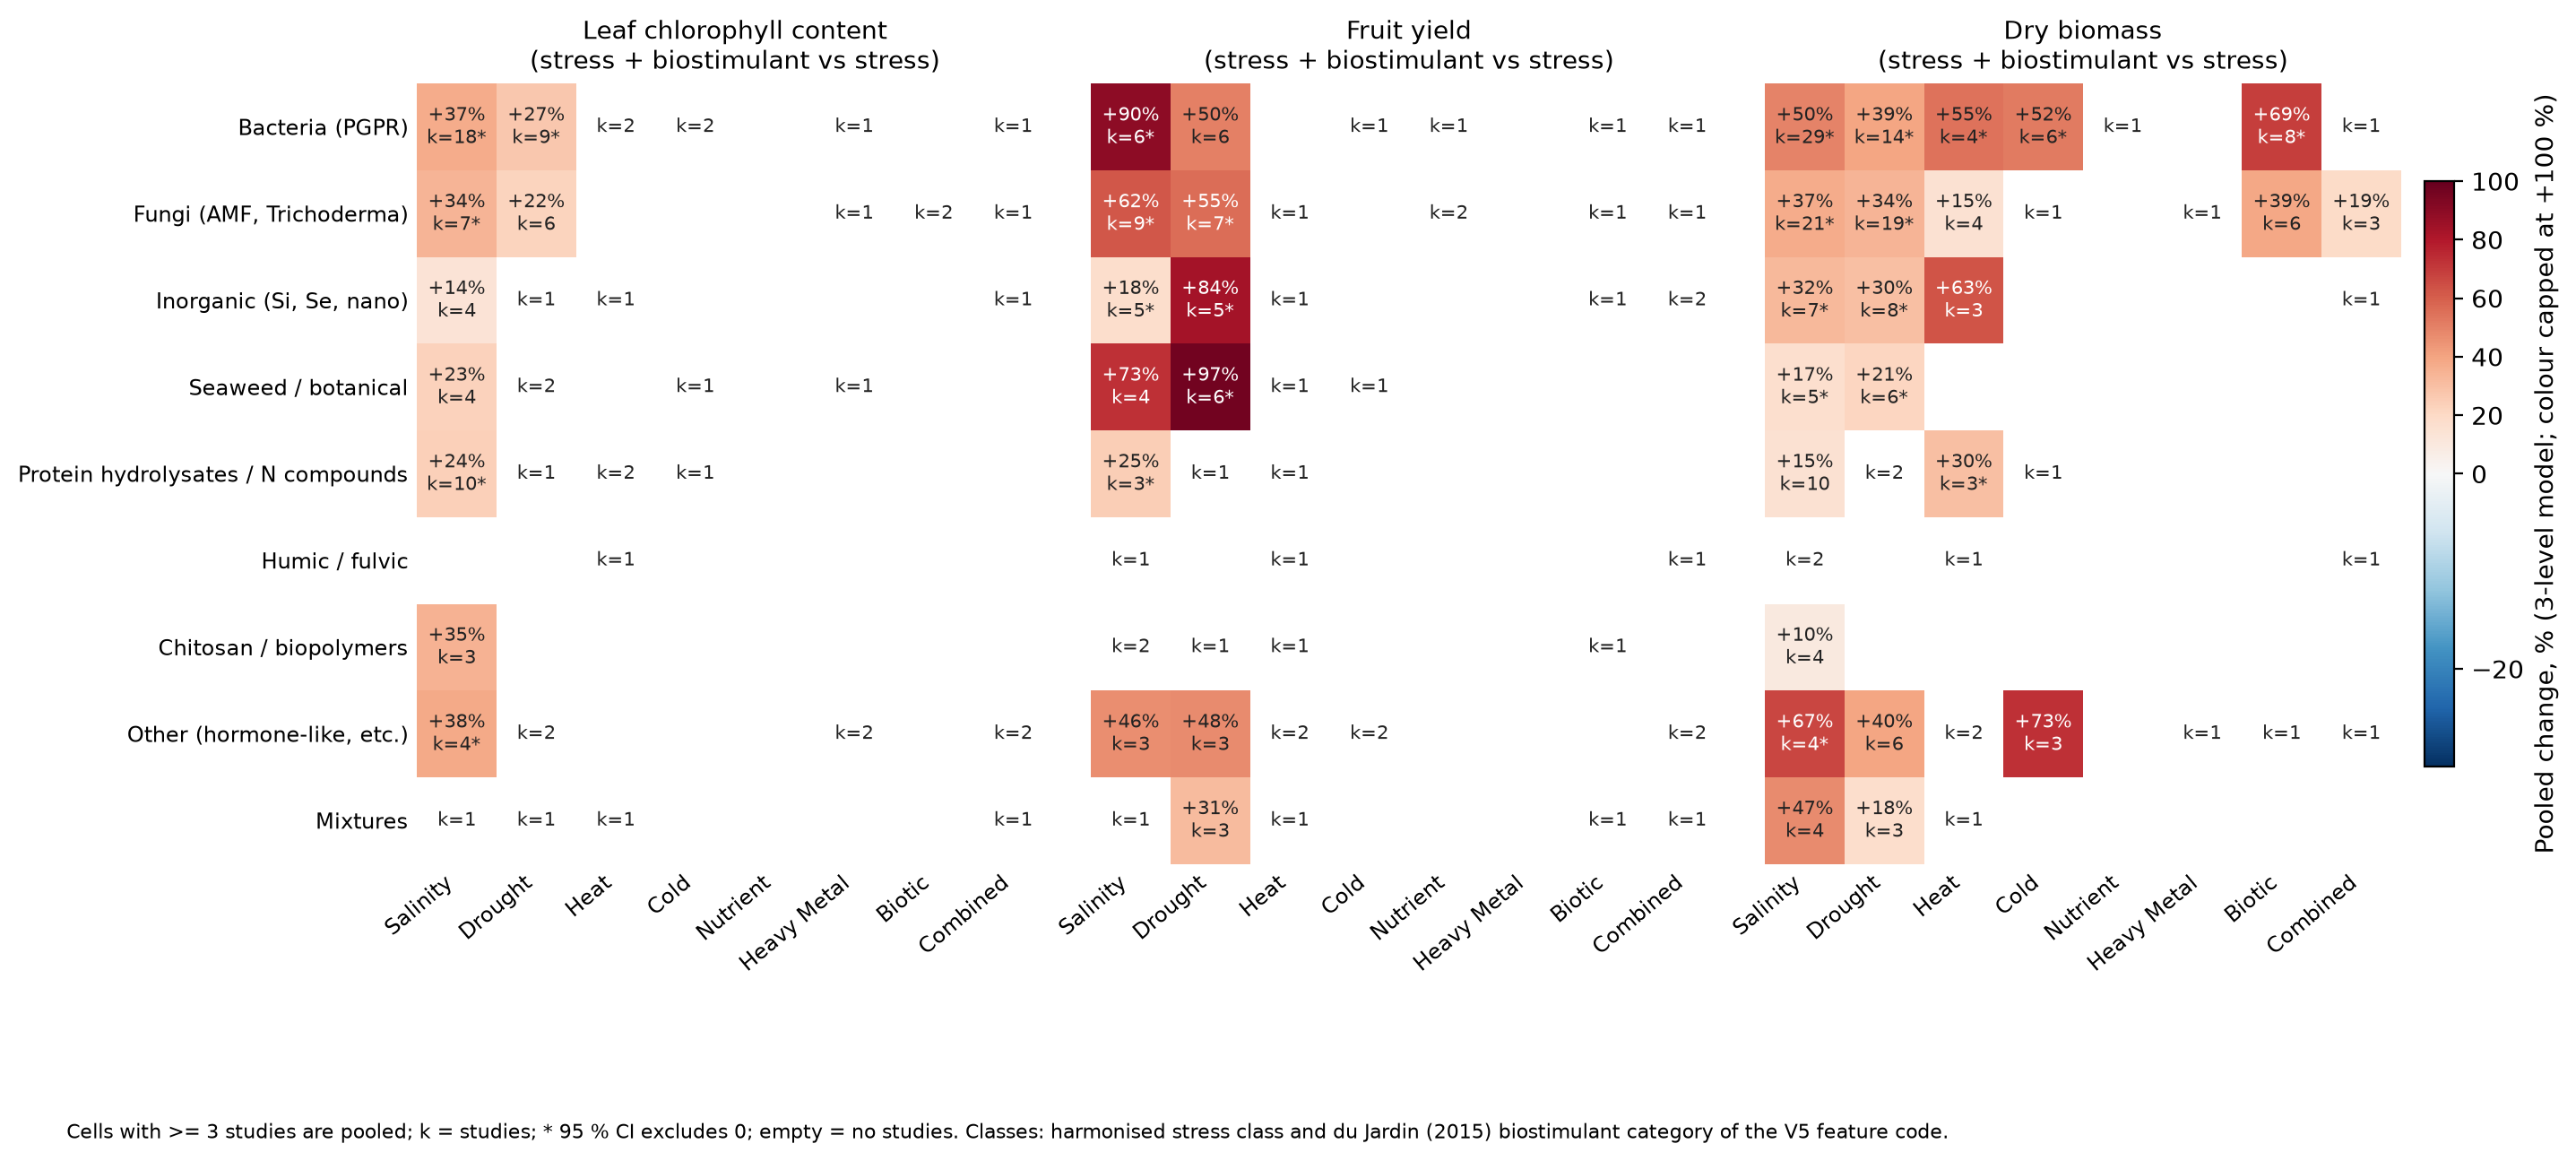 Leaf chlorophyll content
(stress + biostimulant vs stress)
Fruit yield
(stress + biostimulant vs stress)
Dry biomass
(stress + biostimulant vs stress)
Bacteria (PGPR)
+37%
k=18*
+27%
k=9*
k=2
k=2
k=1
k=1
+90%
k=6*
+50%
k=6
k=1
k=1
k=1
k=1
+50%
k=29*
+39%
k=14*
+55%
k=4*
+52%
k=6*
k=1
+69%
k=8*
k=1
Fungi (AMF, Trichoderma)
+34%
k=7*
+22%
k=6
k=1
k=2
k=1
+62%
k=9*
+55%
k=7*
k=1
k=2
k=1
k=1
+37%
k=21*
+34%
k=19*
+15%
k=4
k=1
k=1
+39%
k=6
+19%
k=3
Inorganic (Si, Se, nano)
+14%
k=4
k=1
k=1
k=1
+18%
k=5*
+84%
k=5*
k=1
k=1
k=2
+32%
k=7*
+30%
k=8*
+63%
k=3
k=1
Seaweed / botanical
+23%
k=4
k=2
k=1
k=1
+73%
k=4
+97%
k=6*
k=1
k=1
+17%
k=5*
+21%
k=6*
Protein hydrolysates / N compounds
+24%
k=10*
k=1
k=2
k=1
+25%
k=3*
k=1
k=1
+15%
k=10
k=2
+30%
k=3*
k=1
Humic / fulvic
k=1
k=1
k=1
k=1
k=2
k=1
k=1
Chitosan / biopolymers
+35%
k=3
k=2
k=1
k=1
k=1
+10%
k=4
Other (hormone-like, etc.)
+38%
k=4*
k=2
k=2
k=2
+46%
k=3
+48%
k=3
k=2
k=2
k=2
+67%
k=4*
+40%
k=6
k=2
+73%
k=3
k=1
k=1
k=1
Mixtures
k=1
k=1
k=1
k=1
k=1
+31%
k=3
k=1
k=1
k=1
+47%
k=4
+18%
k=3
k=1
Salinity
Drought
Heat
Cold
Nutrient
Heavy Metal
Biotic
Combined
Salinity
Drought
Heat
Cold
Nutrient
Heavy Metal
Biotic
Combined
Salinity
Drought
Heat
Cold
Nutrient
Heavy Metal
Biotic
Combined
100
80
60
40
20
0
−20
Pooled change, % (3-level model; colour capped at +100 %)
Cells with >= 3 studies are pooled; k = studies; * 95 % CI excludes 0; empty = no studies. Classes: harmonised stress class and du Jardin (2015) biostimulant category of the V5 feature code.